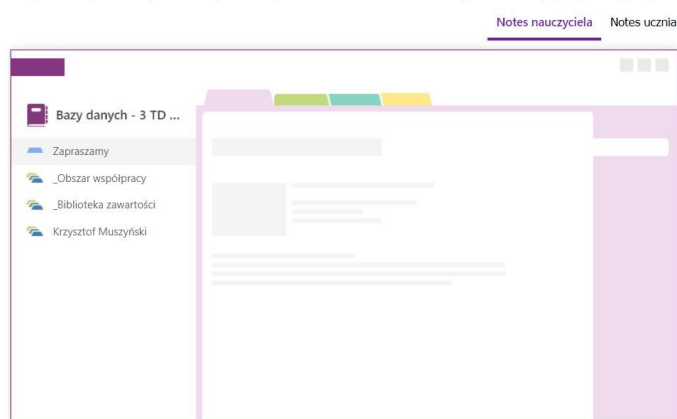 Notes nauczyciela Notes ucznia
Bazy danych - 3 TD ...
Zapraszamy
_Obszar współpracy
_Biblioteka zawartości
Krzysztof Muszyński